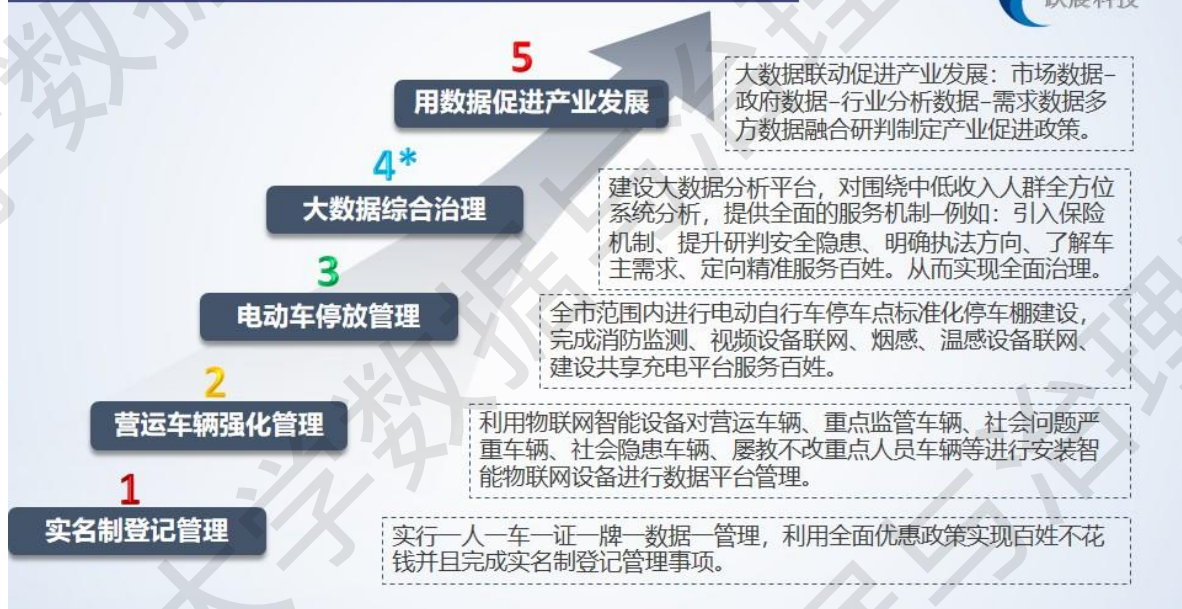 5
用数据促进产业发展
大数据联动促进产业发展：市场数据–
政府数据–行业分析数据–需求数据多
方数据融合研判制定产业促进政策。
4*
大数据综合治理
建设大数据分析平台，对围绕中低收入人群全方位
系统分析，提供全面的服务机制–例如：引入保险
机制、提升研判安全隐患、明确执法方向、了解车
主需求、定向精准服务百姓。从而实现全面治理。
3
电动车停放管理
全市范围内进行电动自行车停车点标准化停车棚建设，
完成消防监测、视频设备联网、烟感、温感设备联网、
建设共享充电平台服务百姓。
2
营运车辆强化管理
利用物联网智能设备对营运车辆、重点监管车辆、社会问题严
重车辆、社会隐患车辆、屡教不改重点人员车辆等进行安装智
能物联网设备进行数据平台管理。
1
实名制登记管理
实行一人一车一证一牌一数据一管理，利用全面优惠政策实现百姓不花
钱并且完成实名制登记管理事项。